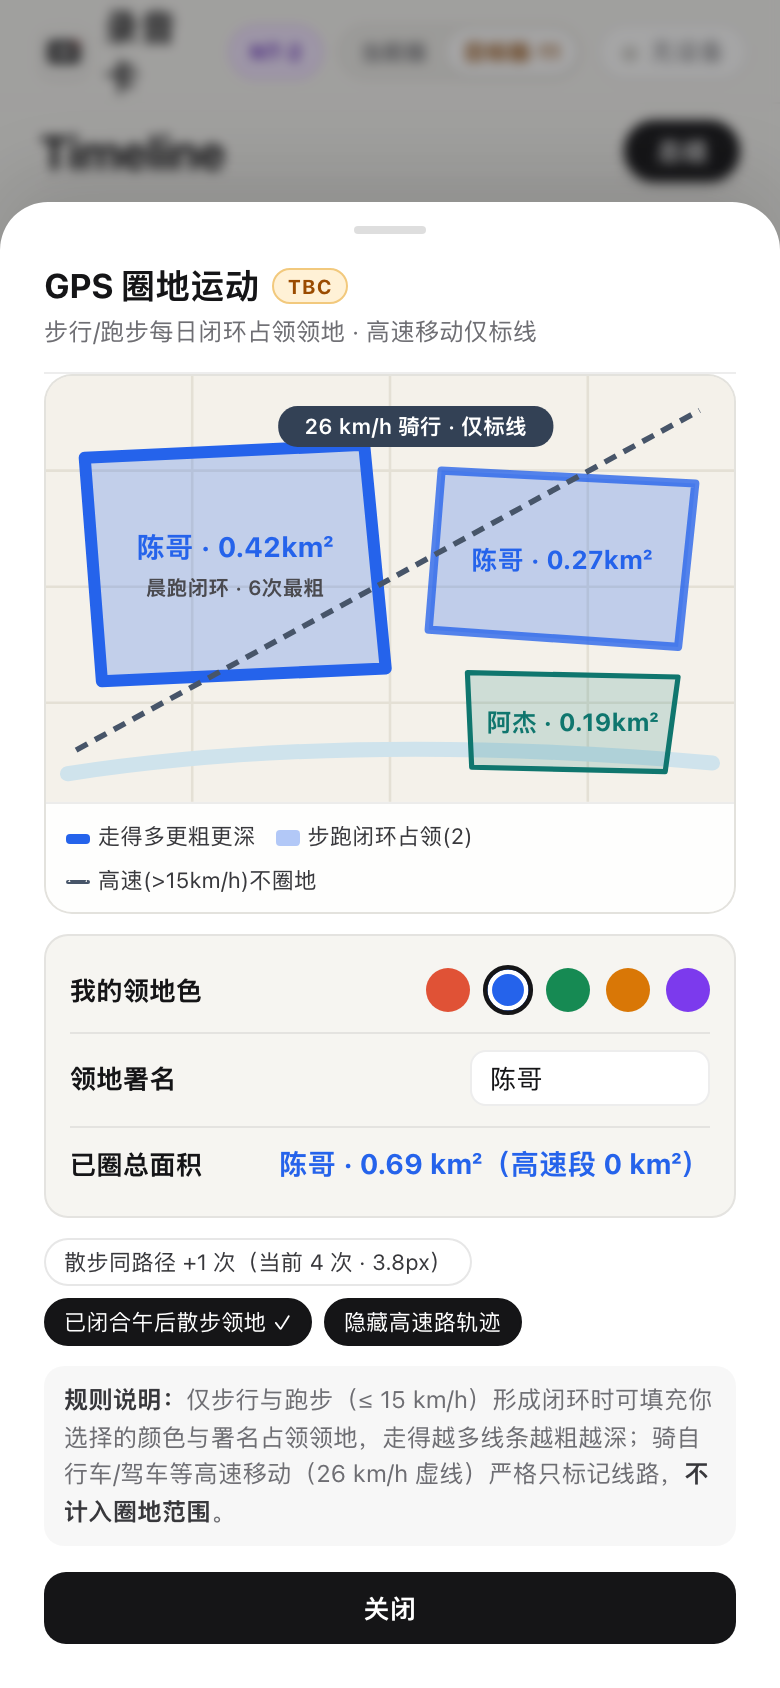 Timeline
GPS 圈地运动 TBC
步行/跑步每日闭环占领领地 · 高速移动仅标线
26 km/h 骑行 · 仅标线
陈哥 · 0.42km²
晨跑闭环 · 6次最粗
陈哥 · 0.27km²
阿杰 · 0.19km²
走得多更粗更深 步跑闭环占领(2)
高速(>15km/h)不圈地
我的领地色
领地署名 陈哥
已圈总面积 陈哥 · 0.69 km²（高速段 0 km²）
散步同路径 +1 次（当前 4 次 · 3.8px）
已闭合午后散步领地 ✓ 隐藏高速路轨迹
规则说明：仅步行与跑步（≤ 15 km/h）形成闭环时可填充你
选择的颜色与署名占领领地，走得越多线条越粗越深；骑自
行车/驾车等高速移动（26 km/h 虚线）严格只标记线路，不
计入圈地范围。
关闭